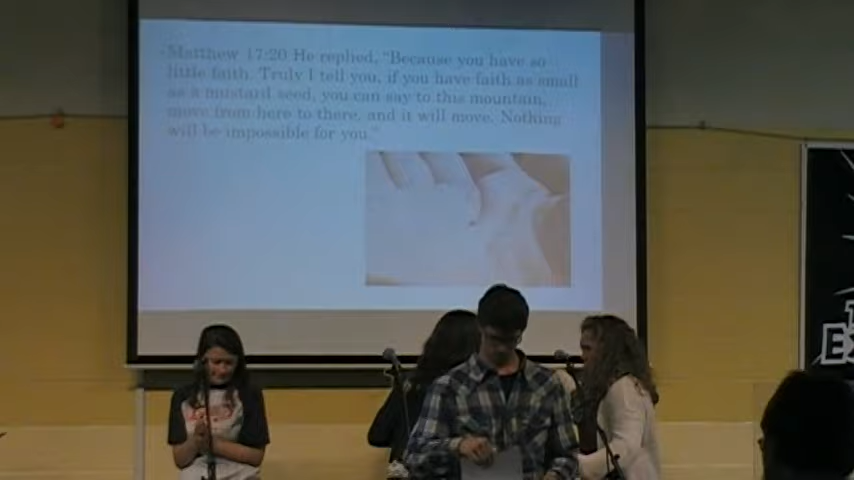 Matthew 17:20 He replied, "Because you have so
little faith. Truly I tell you, if you have faith as small
as a mustard seed, you can say to this mountain,
move from here to there, and it will move. Nothing
will be impossible for you."